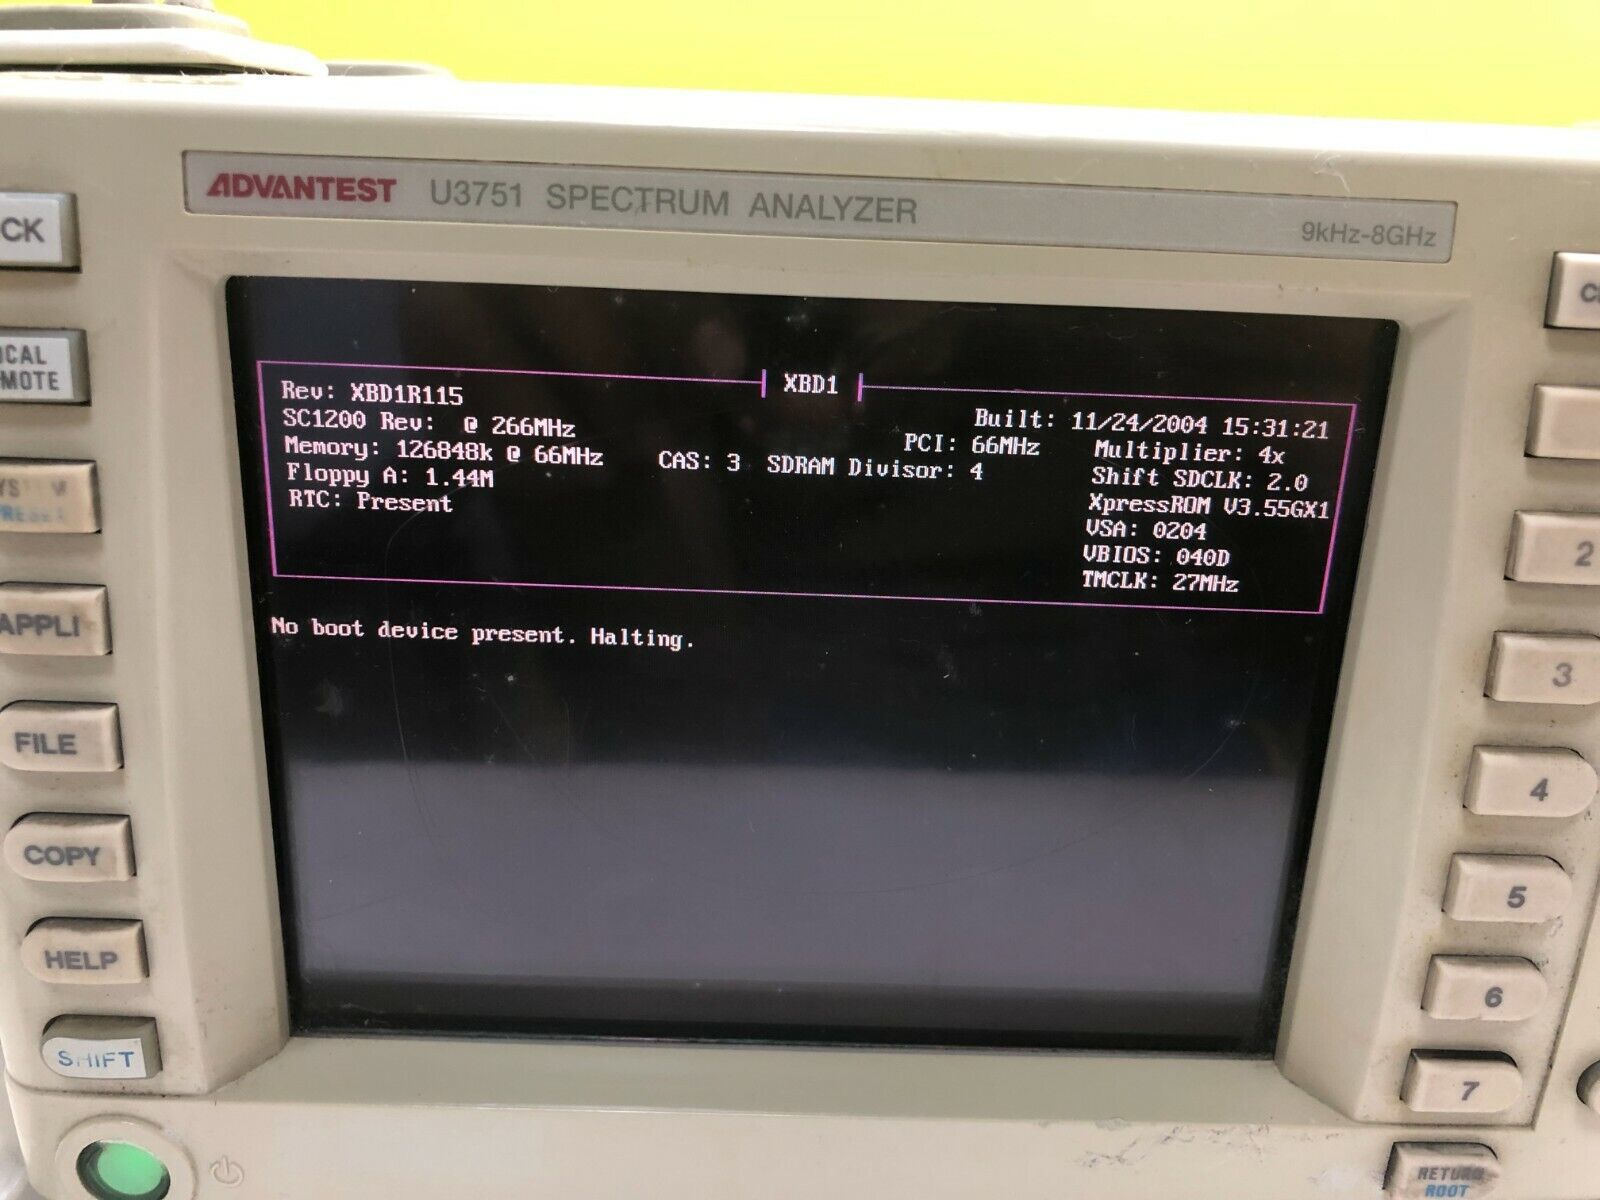 ADVANTEST U3751 SPECTRUM ANALYZER 9kHz-8GHz
XBD1
Rev: XBD1R115
SC1200 Rev: @ 266MHz
Memory: 126848k @ 66MHz
Floppy A: 1.44M
RTC: Present
CAS: 3 SDRAM Divisor: 4
PCI: 66MHz
Built: 11/24/2004 15:31:21
Multiplier: 4x
Shift SDCLK: 2.0
XpressROM V3.55GX1
VSA: 0204
VBIOS: 040D
TMCLK: 27MHz
No boot device present. Halting.
CK
CAL
MOTE
APPLI
FILE
COPY
HELP
SHIFT
2
3
4
5
6
7
RETURN
ROOT